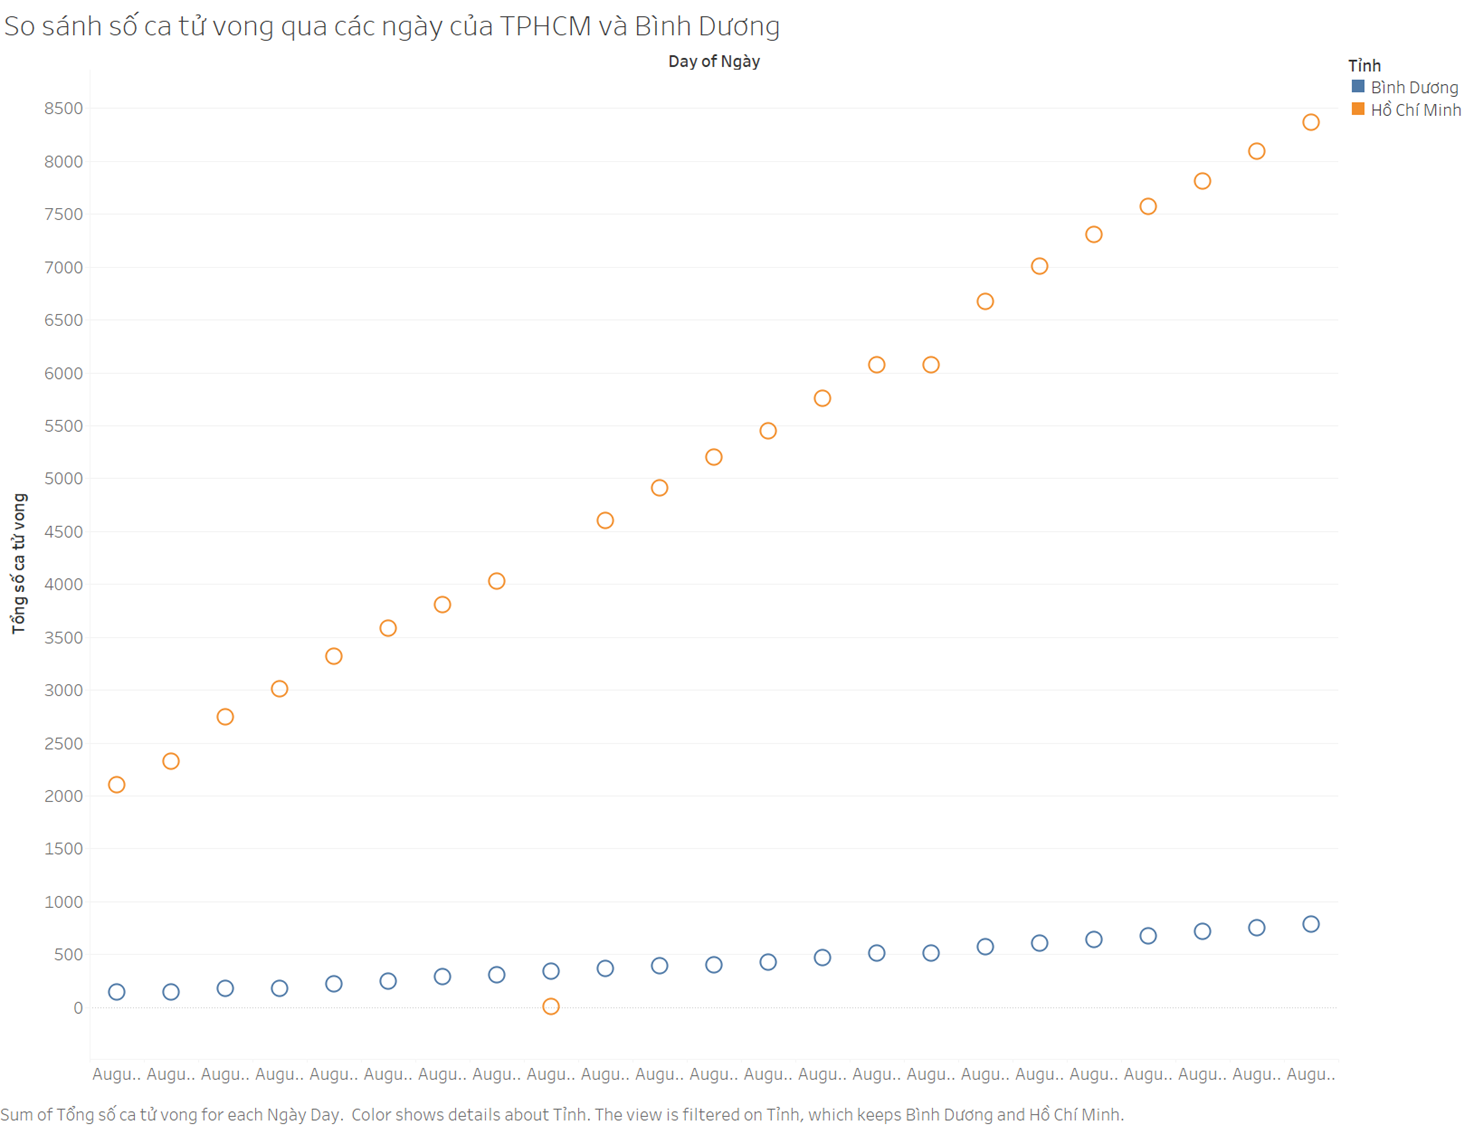 So sánh số ca tử vong qua các ngày của TPHCM và Bình Dương
Day of Ngày
Tỉnh
Bình Dương
Hồ Chí Minh
8500
8000
7500
7000
6500
6000
5500
5000
4500
4000
3500
3000
2500
2000
1500
1000
500
0
Tổng số ca tử vong
Augu.. Augu.. Augu.. Augu.. Augu.. Augu.. Augu.. Augu.. Augu.. Augu.. Augu.. Augu.. Augu.. Augu.. Augu.. Augu.. Augu.. Augu.. Augu.. Augu.. Augu.. Augu.. Augu..
Sum of Tổng số ca tử vong for each Ngày Day. Color shows details about Tỉnh. The view is filtered on Tỉnh, which keeps Bình Dương and Hồ Chí Minh.